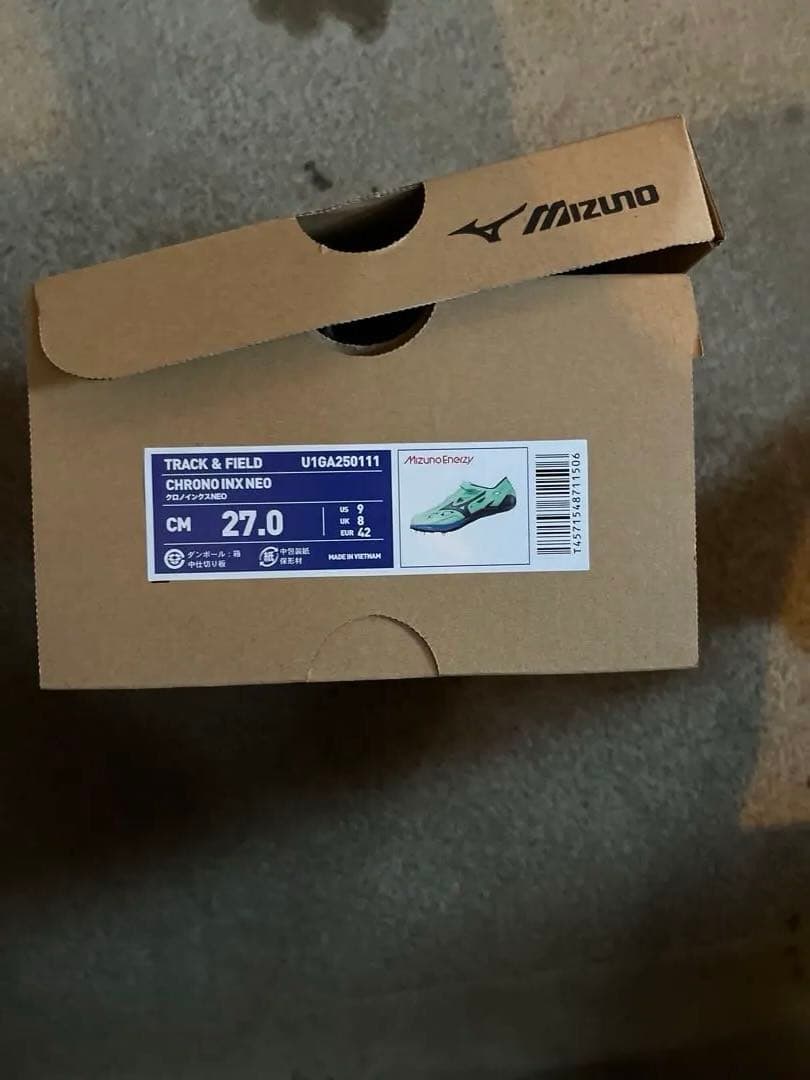 MIZUNO
TRACK & FIELD U1GA250111
CHRONO INX NEO
クロノインクスNEO
CM 27.0
US 9
UK 8
EUR 42
ダンボール：箱
中仕切り板
紙
中包装紙
保形材
MADE IN VIETNAM
Mizuno Enerzy
T4571548711506